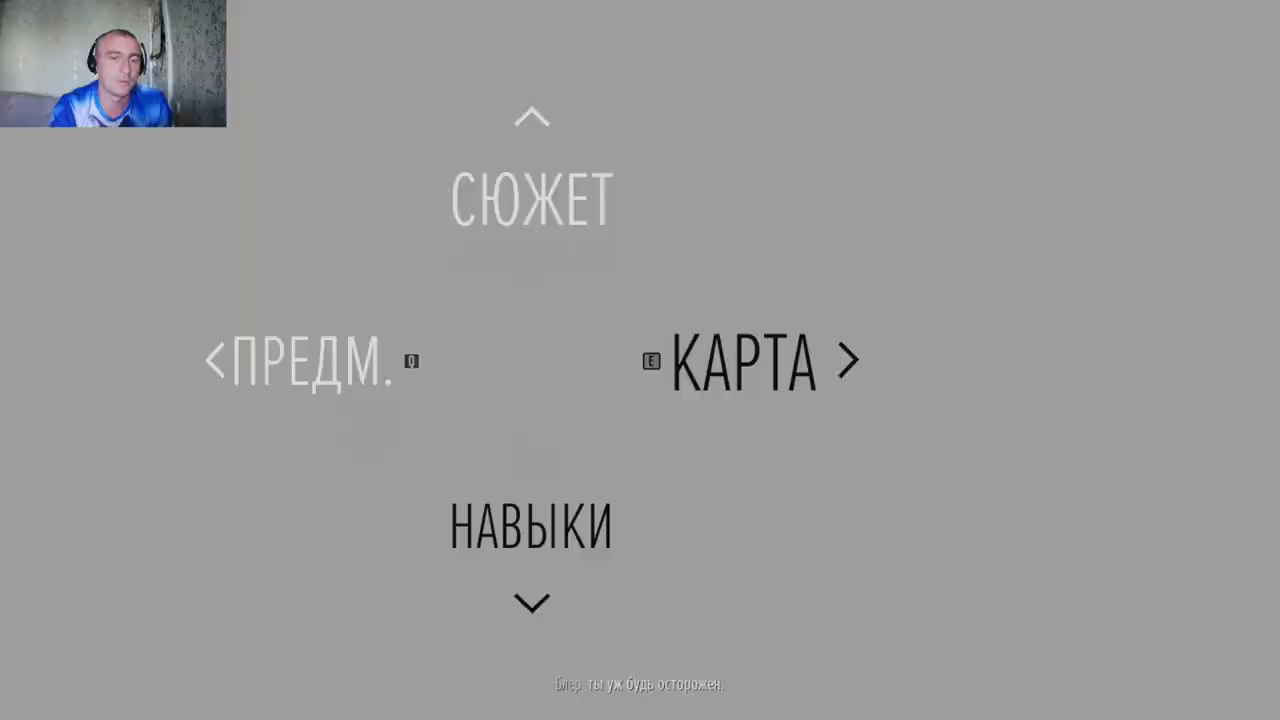 СЮЖЕТ
ПРЕДМ. Q
E КАРТА
НАВЫКИ
Блер ты уж будь осторожен.